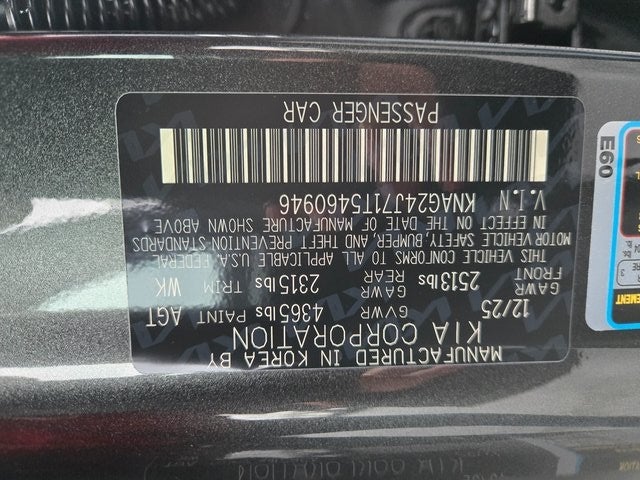 MANUFACTURED IN KOREA BY
KIA CORPORATION
12/25 GVWR 4365lbs PAINT AGT
GAWR FRONT 2513lbs GAWR REAR 2315lbs TRIM WK
THIS VEHICLE CONFORMS TO ALL APPLICABLE U.S.A. FEDERAL
MOTOR VEHICLE SAFETY, BUMPER, AND THEFT PREVENTION STANDARDS
IN EFFECT ON THE DATE OF MANUFACTURE SHOWN ABOVE
V.I.N KNAG24J71T5460946
PASSENGER CAR
E60